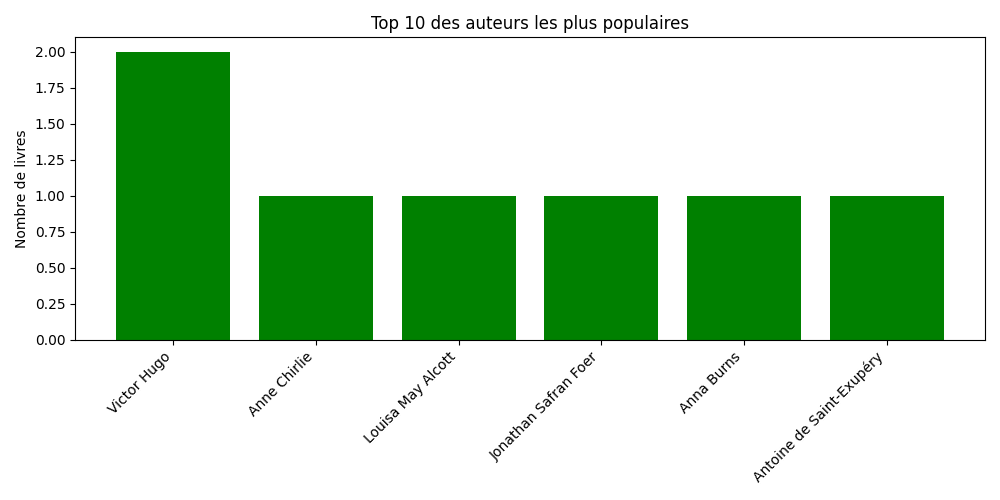 Top 10 des auteurs les plus populaires
Nombre de livres
2.00
1.75
1.50
1.25
1.00
0.75
0.50
0.25
0.00
Victor Hugo
Anne Chirlie
Louisa May Alcott
Jonathan Safran Foer
Anna Burns
Antoine de Saint-Exupéry